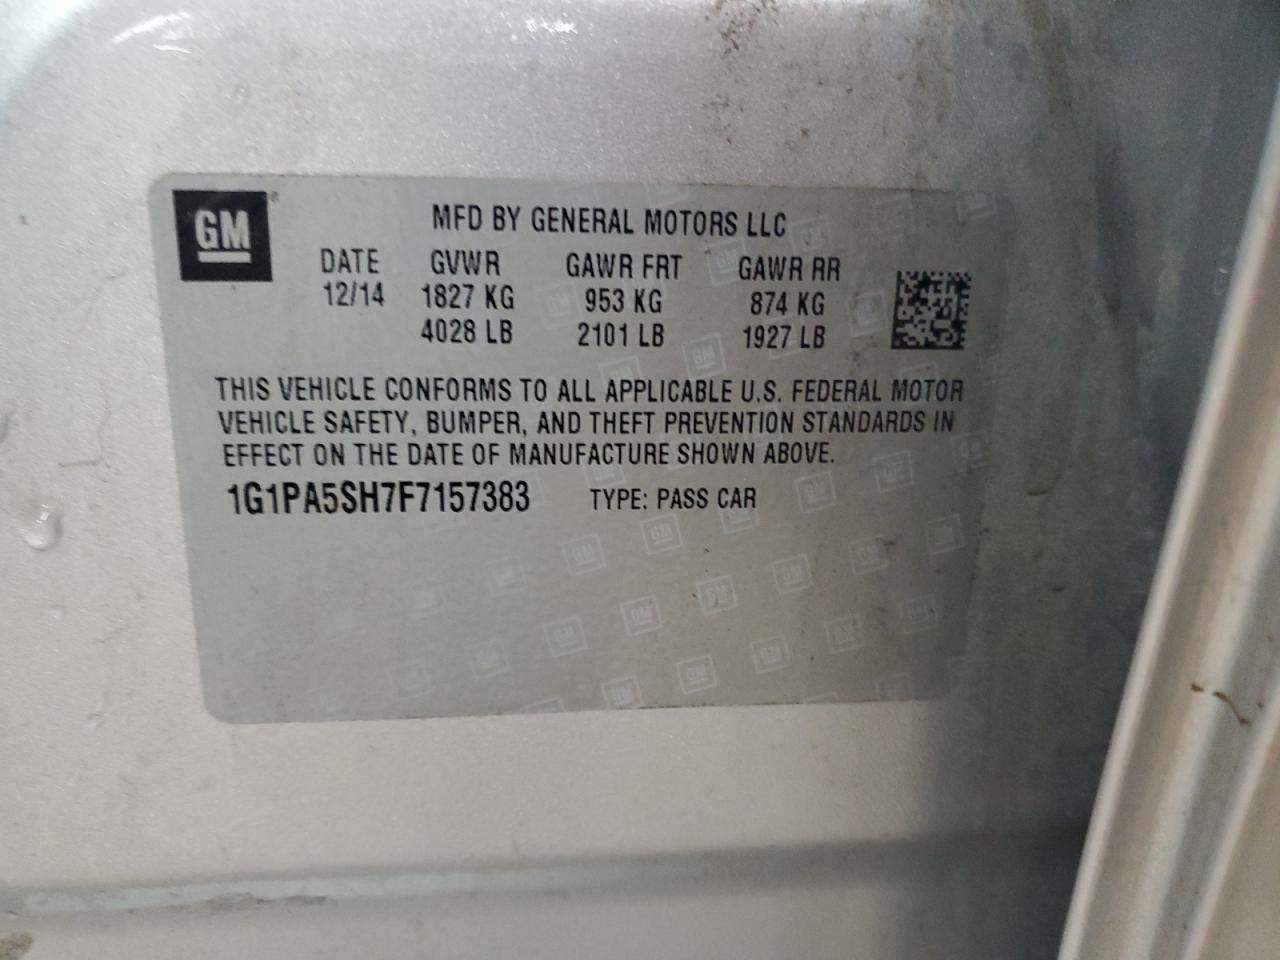 GM
MFD BY GENERAL MOTORS LLC
DATE GVWR GAWR FRT GAWR RR
12/14 1827 KG 953 KG 874 KG
4028 LB 2101 LB 1927 LB
THIS VEHICLE CONFORMS TO ALL APPLICABLE U.S. FEDERAL MOTOR
VEHICLE SAFETY, BUMPER, AND THEFT PREVENTION STANDARDS IN
EFFECT ON THE DATE OF MANUFACTURE SHOWN ABOVE.
1G1PA5SH7F7157383 TYPE: PASS CAR